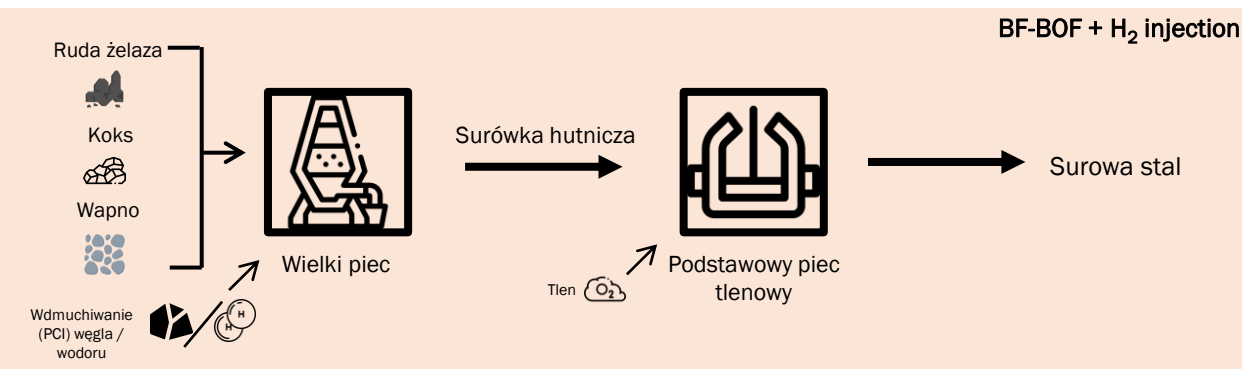 BF-BOF + H₂ injection
Ruda żelaza
Koks
Wapno
Wdmuchiwanie
(PCI) węgla /
wodoru
H
H
Wielki piec
Surówka hutnicza
Tlen
O₂
Podstawowy piec
tlenowy
Surowa stal